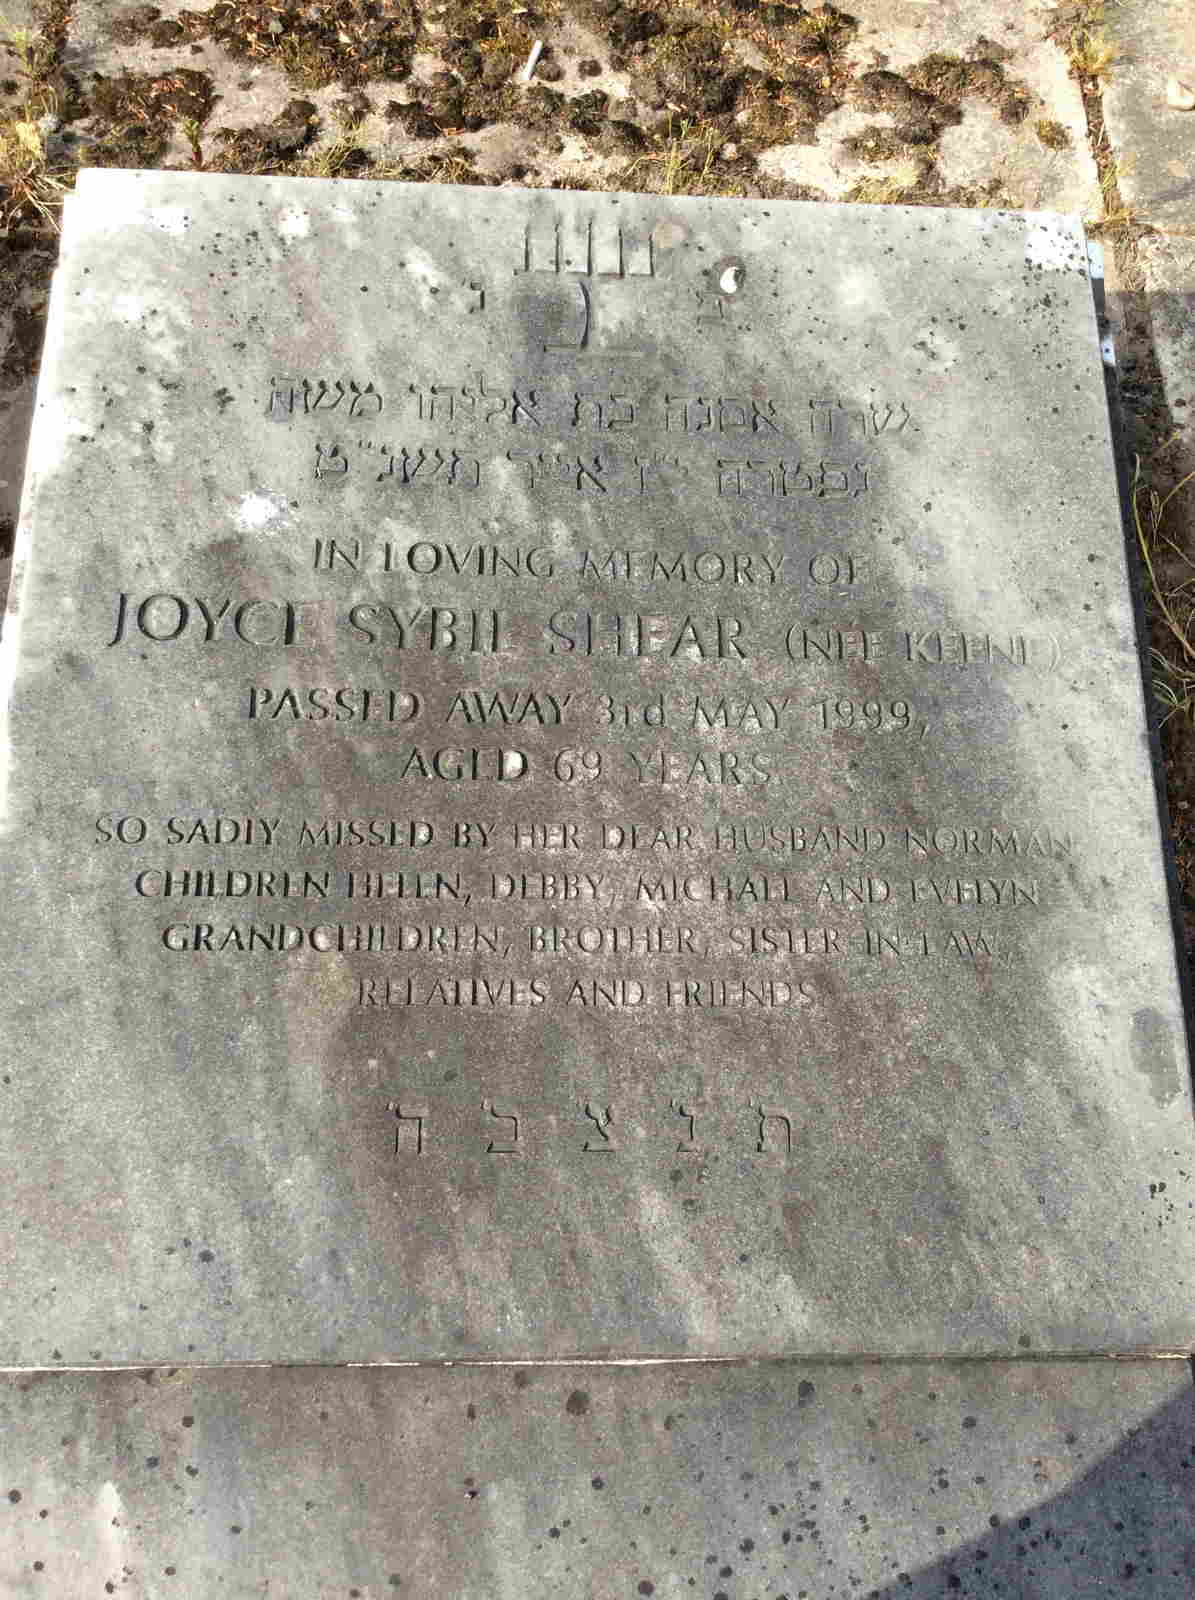 פ נ
שרה אמנה בת אליהו משה
נפטרה י"ז אייר תשנ"ט
IN LOVING MEMORY OF
JOYCE SYBIL SHEAR (NEE KEENE)
PASSED AWAY 3rd MAY 1999,
AGED 69 YEARS
SO SADLY MISSED BY HER DEAR HUSBAND NORMAN
CHILDREN HELEN, DEBBY, MICHAEL AND EVELYN
GRANDCHILDREN, BROTHER, SISTER-IN-LAW,
RELATIVES AND FRIENDS
ת' נ' צ' ב' ה'